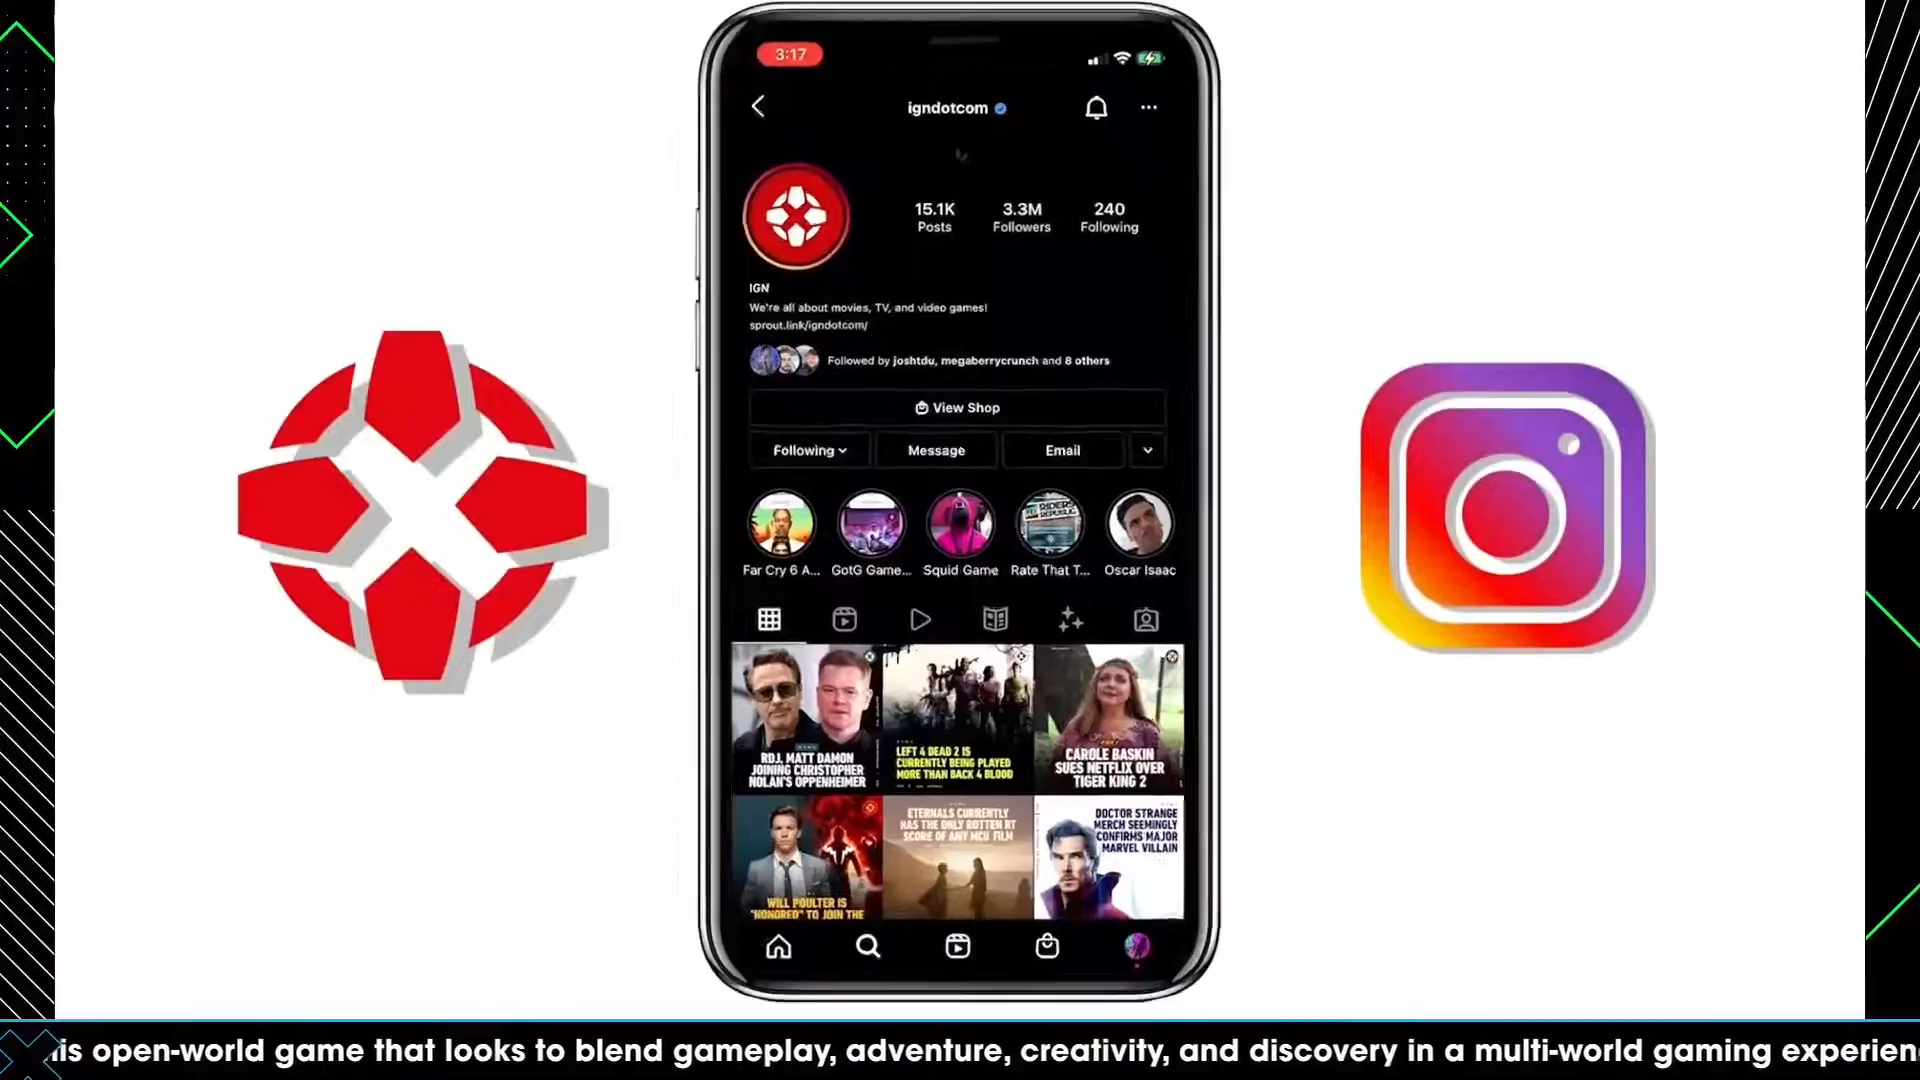 3:17
igndotcom
15.1K 3.3M 240
Posts Followers Following
IGN
We're all about movies, TV, and video games!
sprout.link/igndotcom/
Followed by joshtdu, megaberrycrunch and 8 others
View Shop
Following Message Email
Far Cry 6 A... GotG Game... Squid Game Rate That T... Oscar Isaac
RDJ, MATT DAMON
JOINING CHRISTOPHER
NOLAN'S OPPENHEIMER
LEFT 4 DEAD 2 IS
CURRENTLY BEING PLAYED
MORE THAN BACK 4 BLOOD
CAROLE BASKIN
SUES NETFLIX OVER
TIGER KING 2
WILL POULTER IS
"HONORED" TO JOIN THE
ETERNALS CURRENTLY
HAS THE ONLY ROTTEN RT
SCORE OF ANY MCU FILM
DOCTOR STRANGE
MERCH SEEMINGLY
CONFIRMS MAJOR
MARVEL VILLAIN
is open-world game that looks to blend gameplay, adventure, creativity, and discovery in a multi-world gaming experien